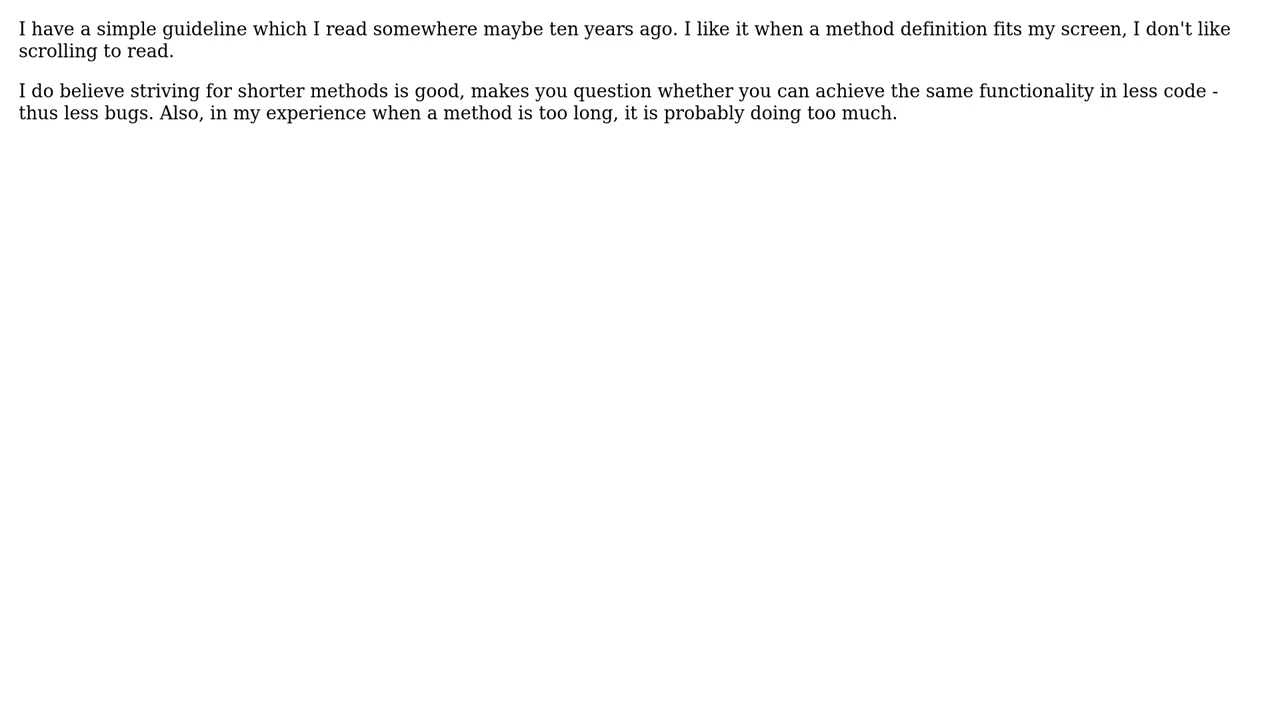 I have a simple guideline which I read somewhere maybe ten years ago. I like it when a method definition fits my screen, I don't like
scrolling to read.
I do believe striving for shorter methods is good, makes you question whether you can achieve the same functionality in less code -
thus less bugs. Also, in my experience when a method is too long, it is probably doing too much.